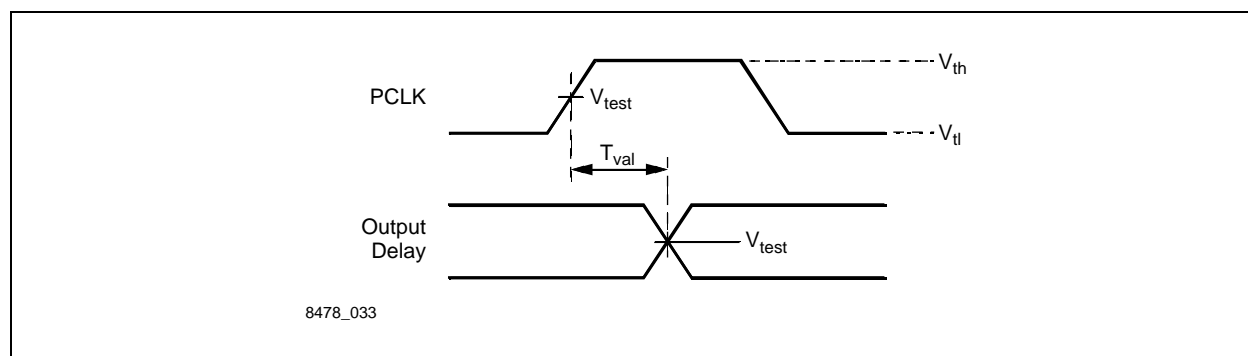 V_th
PCLK
V_test
V_tl
T_val
Output
Delay
V_test
8478_033